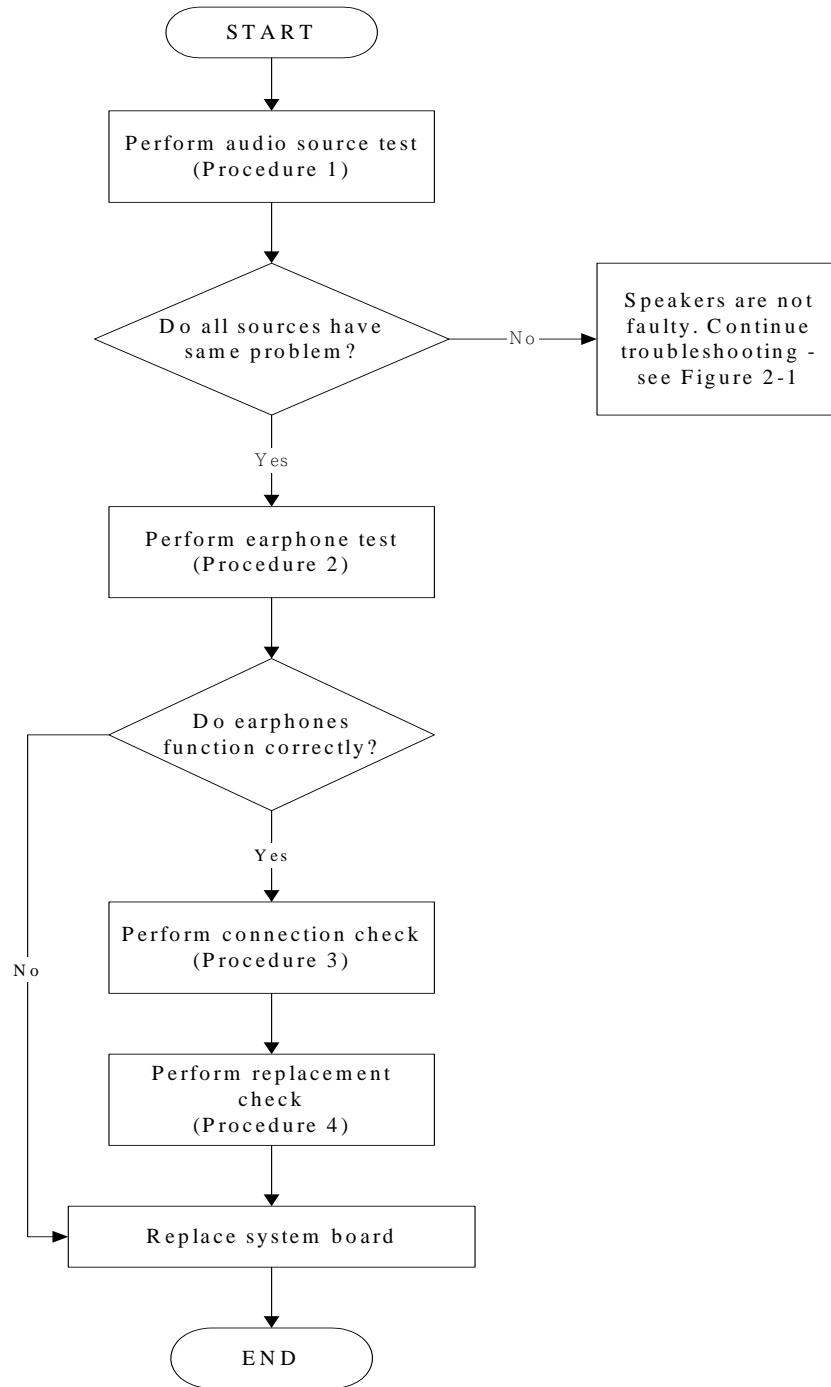 START
Perform audio source test
(Procedure 1)
Do all sources have
same problem?
No
Speakers are not
faulty. Continue
troubleshooting -
see Figure 2-1
Yes
Perform earphone test
(Procedure 2)
Do earphones
function correctly?
Yes
Perform connection check
(Procedure 3)
No
Perform replacement
check
(Procedure 4)
Replace system board
END